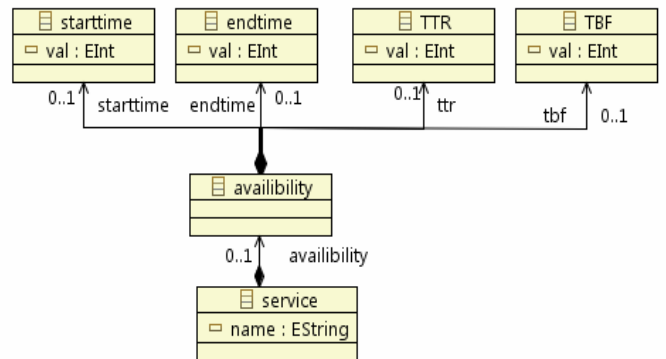 starttime
endtime
TTR
TBF
val : EInt
val : EInt
val : EInt
val : EInt
0..1
starttime
endtime
0..1
0..1
ttr
tbf
0..1
availibility
0..1
availibility
service
name : EString